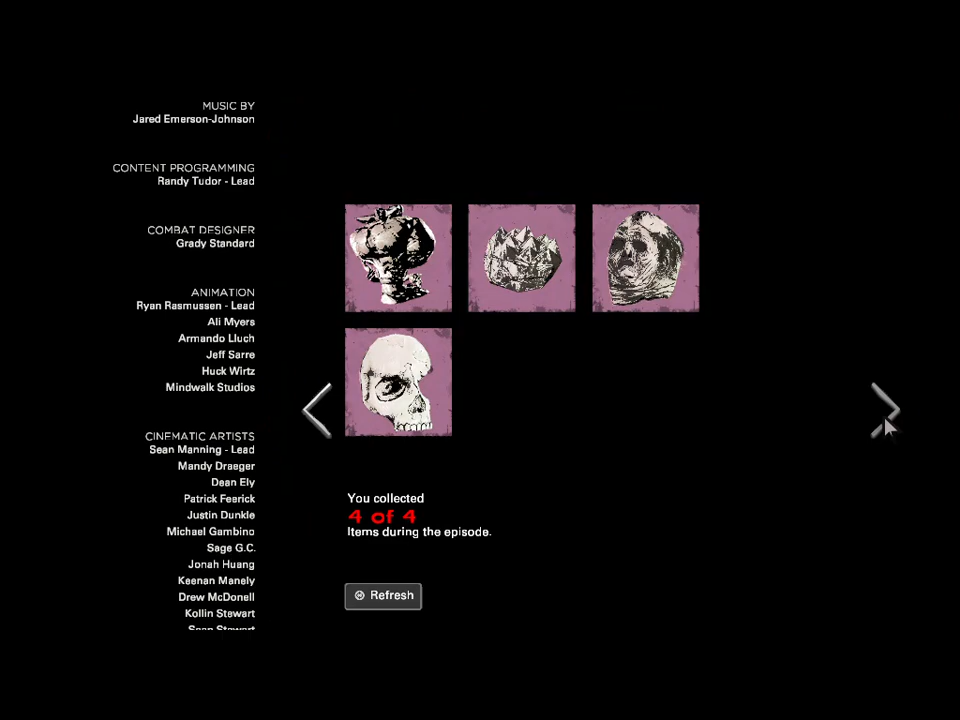 MUSIC BY
Jared Emerson-Johnson
CONTENT PROGRAMMING
Randy Tudor - Lead
COMBAT DESIGNER
Grady Standard
ANIMATION
Ryan Rasmussen - Lead
Ali Myers
Armando Lluch
Jeff Sarre
Huck Wirtz
Mindwalk Studios
CINEMATIC ARTISTS
Sean Manning - Lead
Mandy Draeger
Dean Ely
Patrick Feerick
Justin Dunkle
Michael Gambino
Sage G.C.
Jonah Huang
Keenan Manely
Drew McDonell
Kollin Stewart
Sean Stewart
You collected
4 of 4
Items during the episode.
Refresh